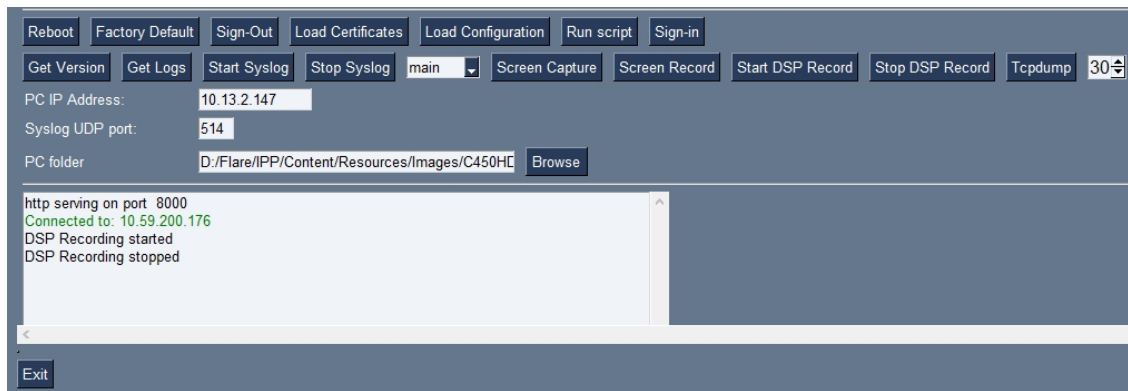 Reboot Factory Default Sign-Out Load Certificates Load Configuration Run script Sign-in
Get Version Get Logs Start Syslog Stop Syslog main Screen Capture Screen Record Start DSP Record Stop DSP Record Tcpdump 30
PC IP Address: 10.13.2.147
Syslog UDP port: 514
PC folder D:/Flare/IPP/Content/Resources/Images/C450HD Browse
http serving on port 8000
Connected to: 10.59.200.176
DSP Recording started
DSP Recording stopped
Exit